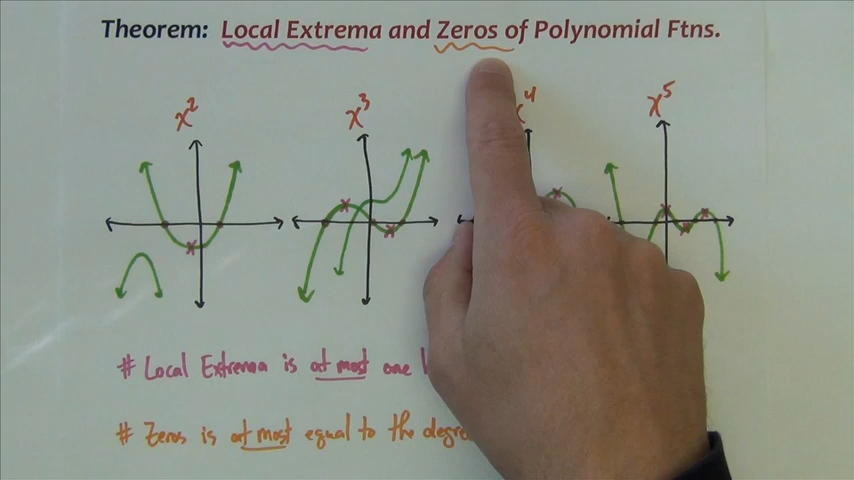 Theorem: Local Extrema and Zeros of Polynomial Ftns.
x² x³ x⁴ x⁵
# Local Extrema is at most one
# Zeros is at most equal to the